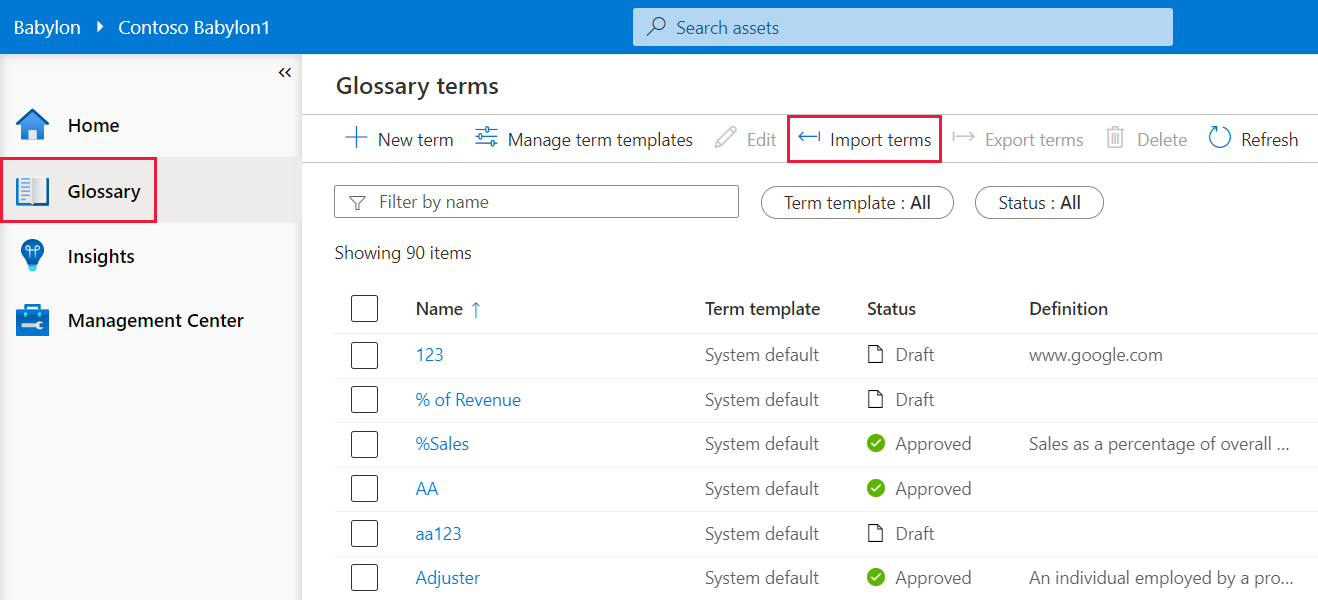 Babylon Contoso Babylon1 Search assets
«
Glossary terms
Home
New term Manage term templates Edit Import terms Export terms Delete Refresh
Glossary
Filter by name Term template : All Status : All
Insights
Showing 90 items
Management Center
Name ↑ Term template Status Definition
123 System default Draft www.google.com
% of Revenue System default Draft
%Sales System default Approved Sales as a percentage of overall ...
AA System default Approved
aa123 System default Draft
Adjuster System default Approved An individual employed by a pro...